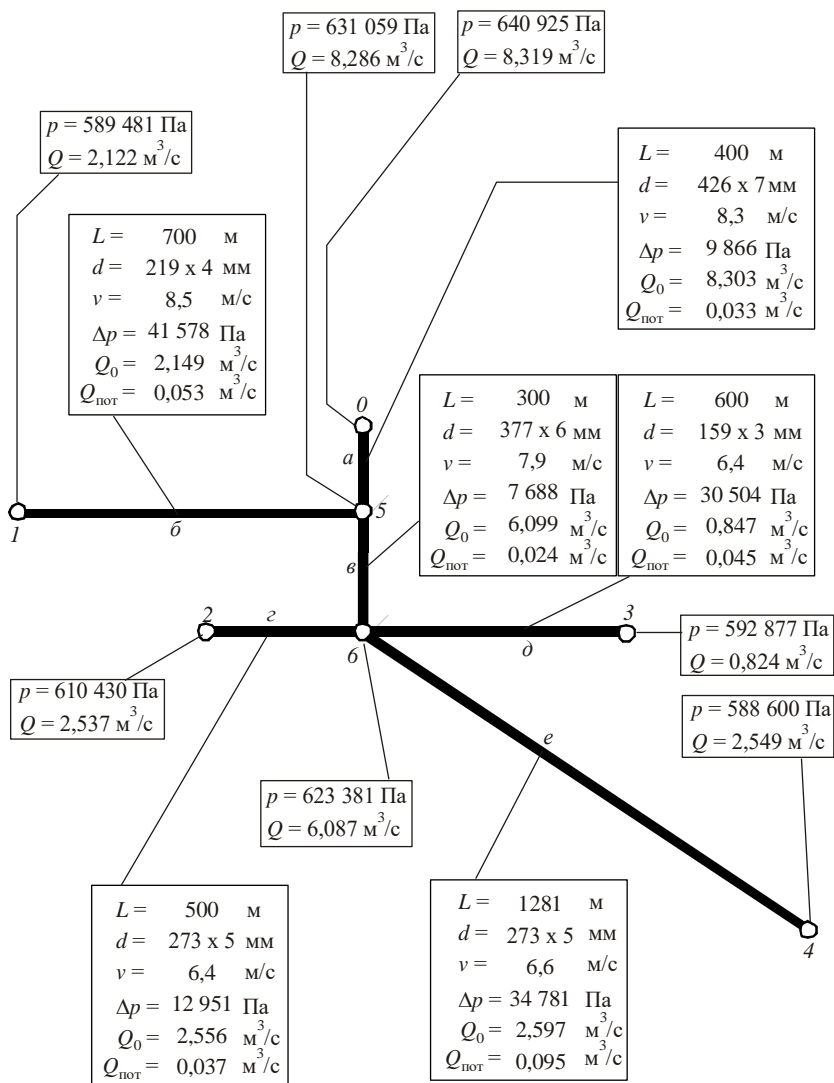 p = 631 059 Па
Q = 8,286 м³/с
p = 640 925 Па
Q = 8,319 м³/с
p = 589 481 Па
Q = 2,122 м³/с
L = 400 м
d = 426 x 7 мм
v = 8,3 м/с
Δp = 9 866 Па
Q₀ = 8,303 м³/с
Qпот = 0,033 м³/с
L = 700 м
d = 219 x 4 мм
v = 8,5 м/с
Δp = 41 578 Па
Q₀ = 2,149 м³/с
Qпот = 0,053 м³/с
0
а
L = 300 м
d = 377 x 6 мм
v = 7,9 м/с
Δp = 7 688 Па
Q₀ = 6,099 м³/с
Qпот = 0,024 м³/с
L = 600 м
d = 159 x 3 мм
v = 6,4 м/с
Δp = 30 504 Па
Q₀ = 0,847 м³/с
Qпот = 0,045 м³/с
1
б
5
в
2
г
6
д
3
p = 592 877 Па
Q = 0,824 м³/с
p = 610 430 Па
Q = 2,537 м³/с
p = 588 600 Па
Q = 2,549 м³/с
е
p = 623 381 Па
Q = 6,087 м³/с
4
L = 500 м
d = 273 x 5 мм
v = 6,4 м/с
Δp = 12 951 Па
Q₀ = 2,556 м³/с
Qпот = 0,037 м³/с
L = 1281 м
d = 273 x 5 мм
v = 6,6 м/с
Δp = 34 781 Па
Q₀ = 2,597 м³/с
Qпот = 0,095 м³/с